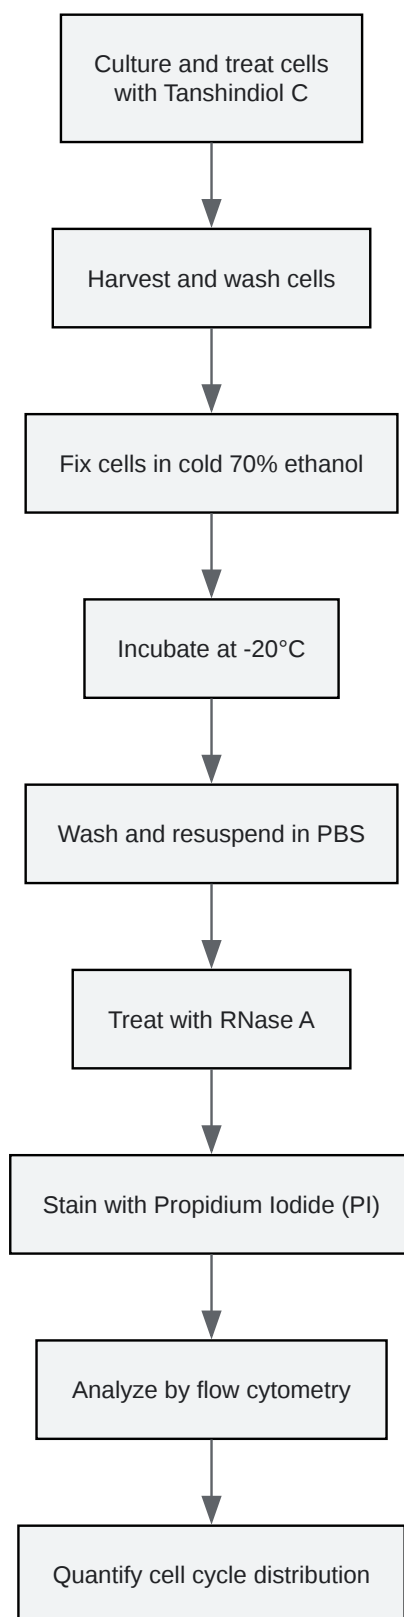 Culture and treat cells
with Tanshindiol C
Harvest and wash cells
Fix cells in cold 70% ethanol
Incubate at -20°C
Wash and resuspend in PBS
Treat with RNase A
Stain with Propidium Iodide (PI)
Analyze by flow cytometry
Quantify cell cycle distribution